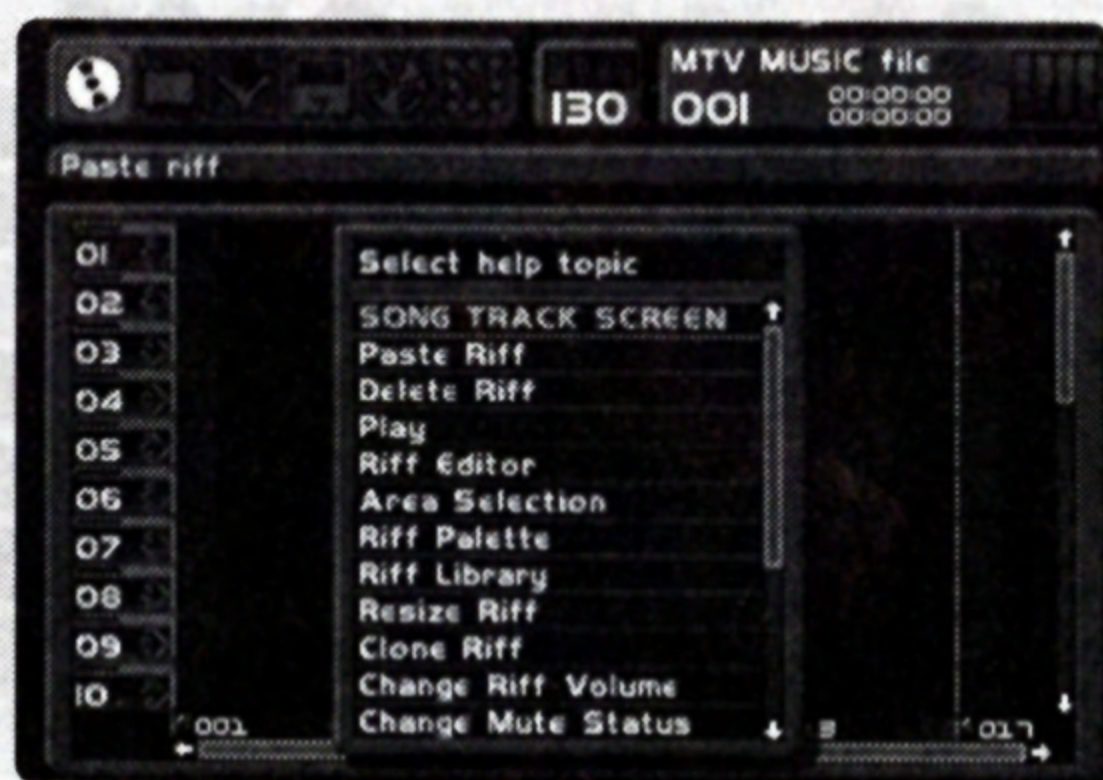 130
MTV MUSIC file
001
00:00:00
00:00:00
Paste riff
01
02
03
04
05
06
07
08
09
10
Select help topic
SONG TRACK SCREEN
Paste Riff
Delete Riff
Play
Riff Editor
Area Selection
Riff Palette
Riff Library
Resize Riff
Clone Riff
Change Riff Volume
Change Mute Status
001
017